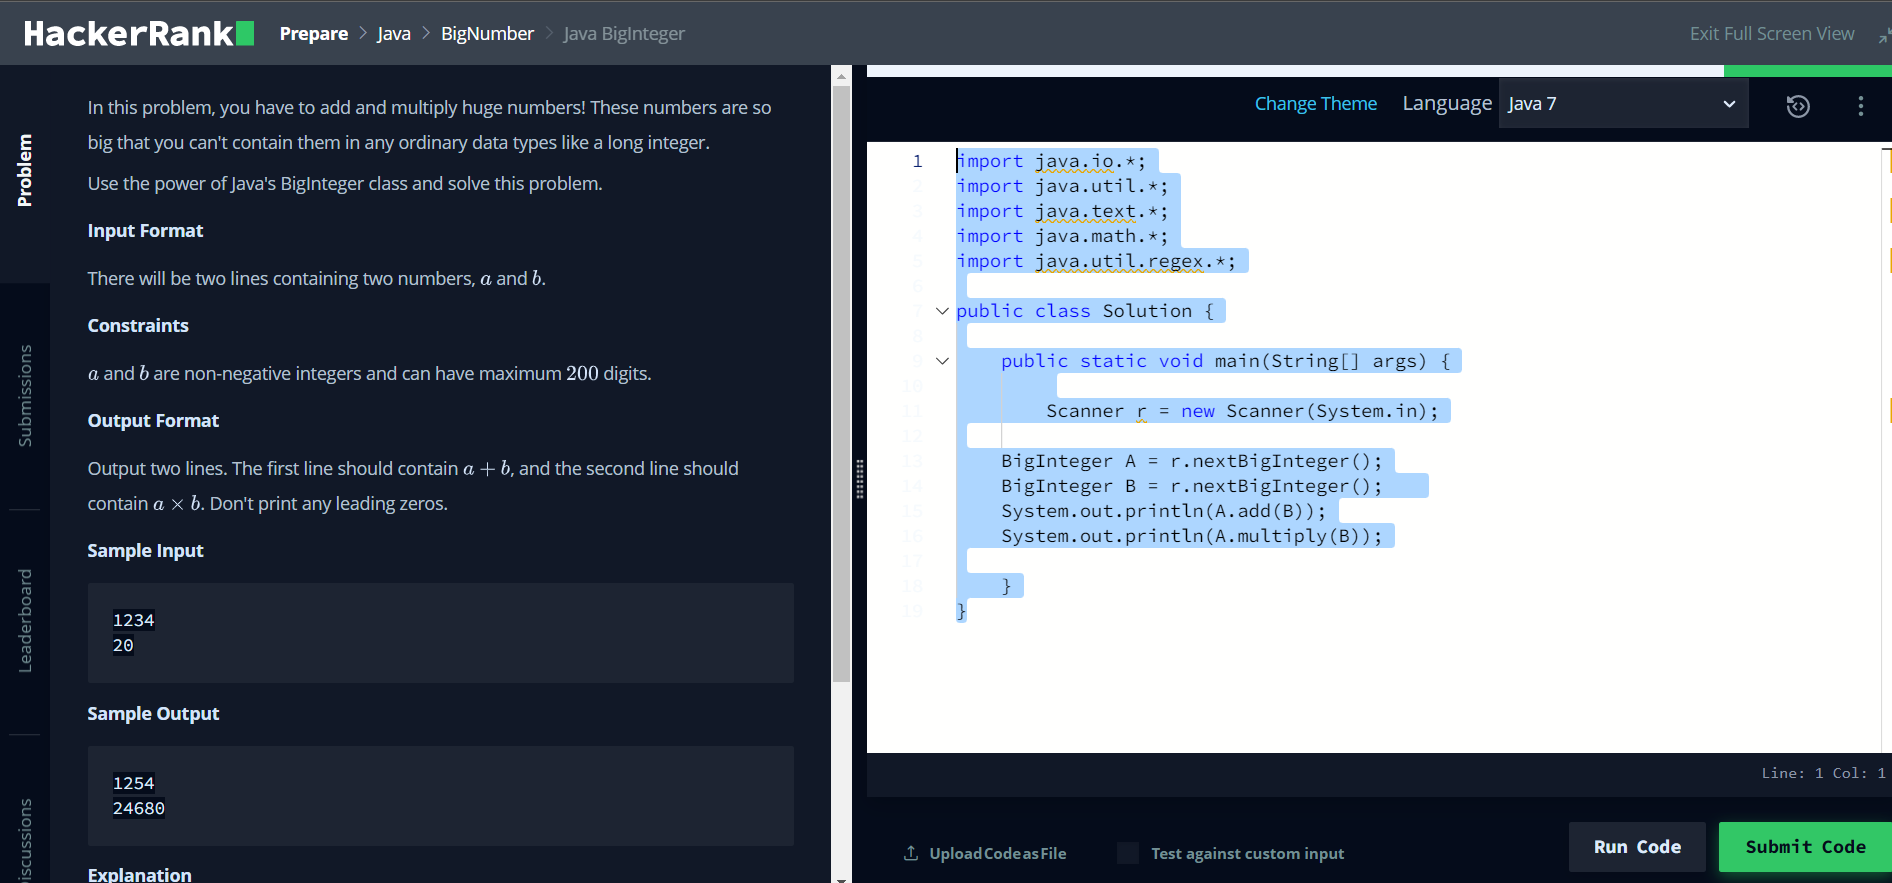 HackerRank Prepare > Java > BigNumber > Java BigInteger Exit Full Screen View
Problem
Submissions
Leaderboard
Discussions
In this problem, you have to add and multiply huge numbers! These numbers are so
big that you can't contain them in any ordinary data types like a long integer.
Use the power of Java's BigInteger class and solve this problem.
Input Format
There will be two lines containing two numbers, a and b.
Constraints
a and b are non-negative integers and can have maximum 200 digits.
Output Format
Output two lines. The first line should contain a + b, and the second line should
contain a × b. Don't print any leading zeros.
Sample Input
1234
20
Sample Output
1254
24680
Explanation
Change Theme Language Java 7
1 import java.io.*;
2 import java.util.*;
3 import java.text.*;
4 import java.math.*;
5 import java.util.regex.*;
6
7 public class Solution {
8
9 public static void main(String[] args) {
10
11 Scanner r = new Scanner(System.in);
12
13 BigInteger A = r.nextBigInteger();
14 BigInteger B = r.nextBigInteger();
15 System.out.println(A.add(B));
16 System.out.println(A.multiply(B));
17
18 }
19 }
Line: 1 Col: 1
Upload Code as File Test against custom input Run Code Submit Code